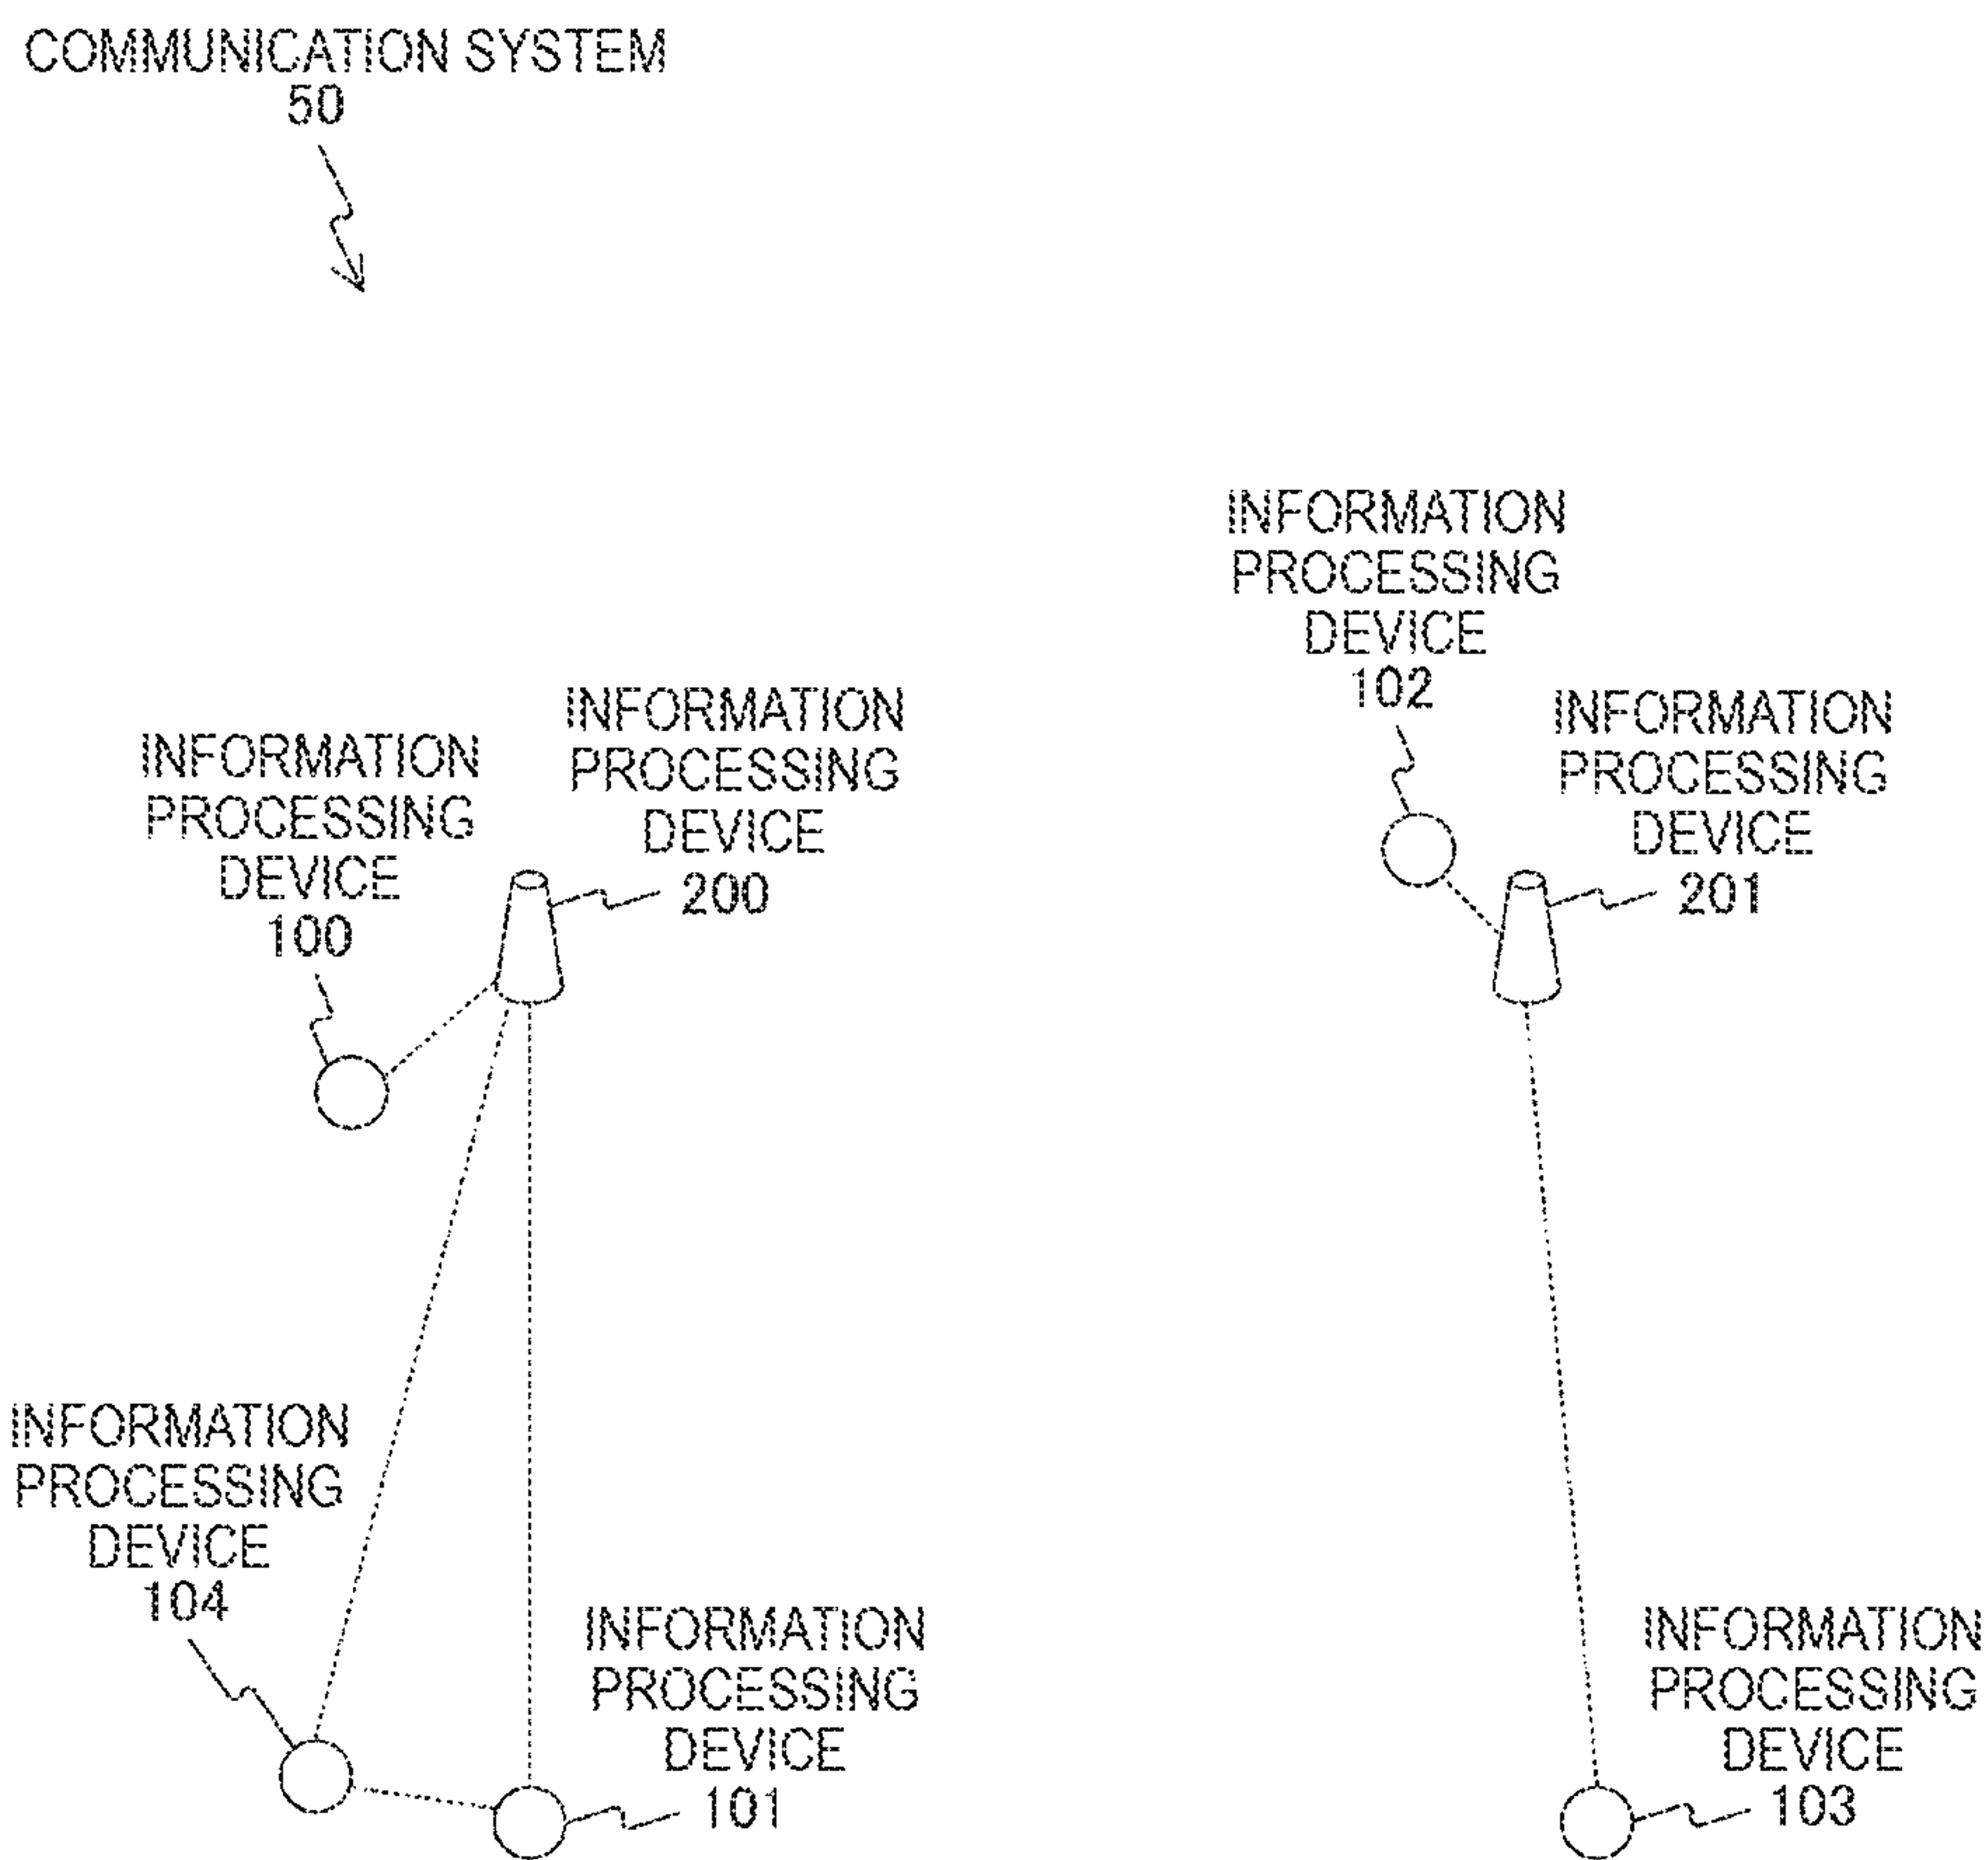 COMMUNICATION SYSTEM
50
INFORMATION
PROCESSING
DEVICE
102
INFORMATION
PROCESSING
DEVICE
200
INFORMATION
PROCESSING
DEVICE
201
INFORMATION
PROCESSING
DEVICE
100
INFORMATION
PROCESSING
DEVICE
104
INFORMATION
PROCESSING
DEVICE
101
INFORMATION
PROCESSING
DEVICE
103